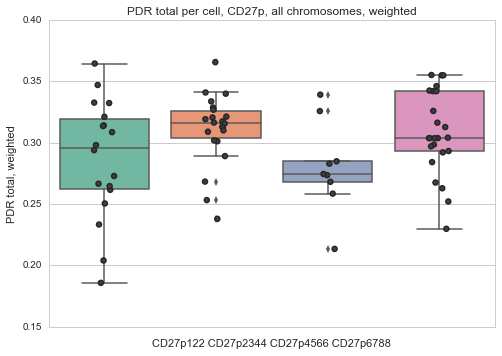 PDR total per cell, CD27p, all chromosomes, weighted
0.40
0.35
0.30
0.25
0.20
0.15
PDR total, weighted
CD27p122 CD27p2344 CD27p4566 CD27p6788